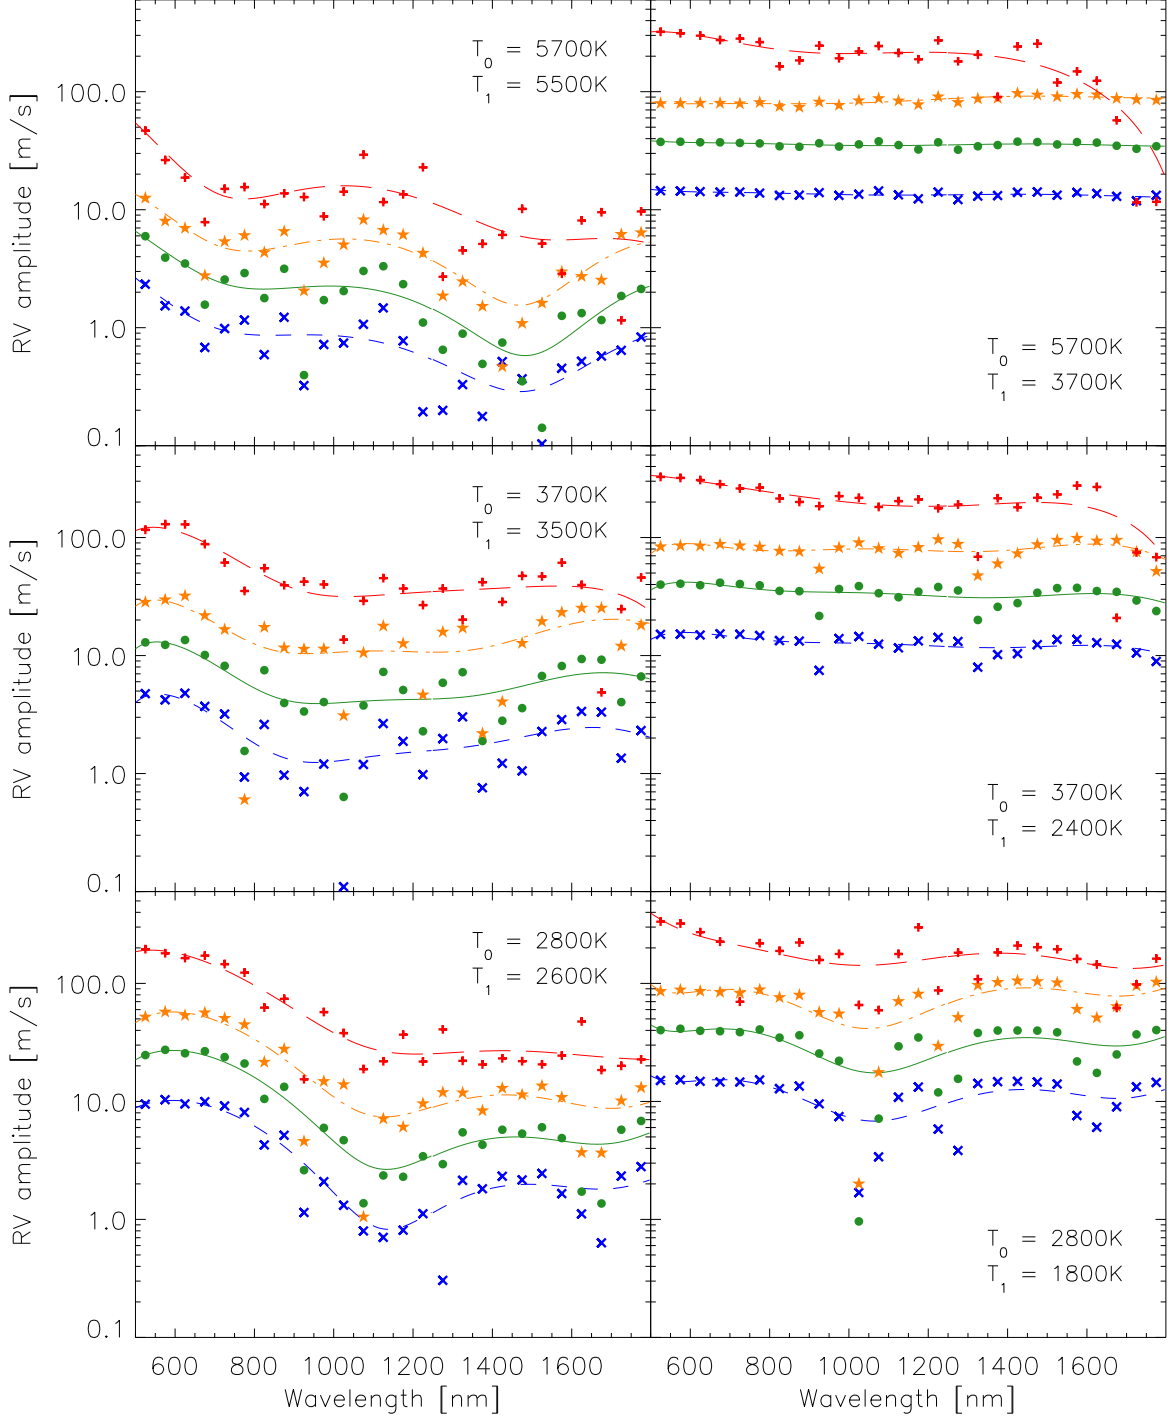 T0 = 5700K
T1 = 5500K
100.0
10.0
1.0
0.1
RV amplitude [m/s]
T0 = 5700K
T1 = 3700K
T0 = 3700K
T1 = 3500K
100.0
10.0
1.0
0.1
RV amplitude [m/s]
T0 = 3700K
T1 = 2400K
T0 = 2800K
T1 = 2600K
100.0
10.0
1.0
0.1
RV amplitude [m/s]
T0 = 2800K
T1 = 1800K
600 800 1000 1200 1400 1600
Wavelength [nm]
600 800 1000 1200 1400 1600
Wavelength [nm]